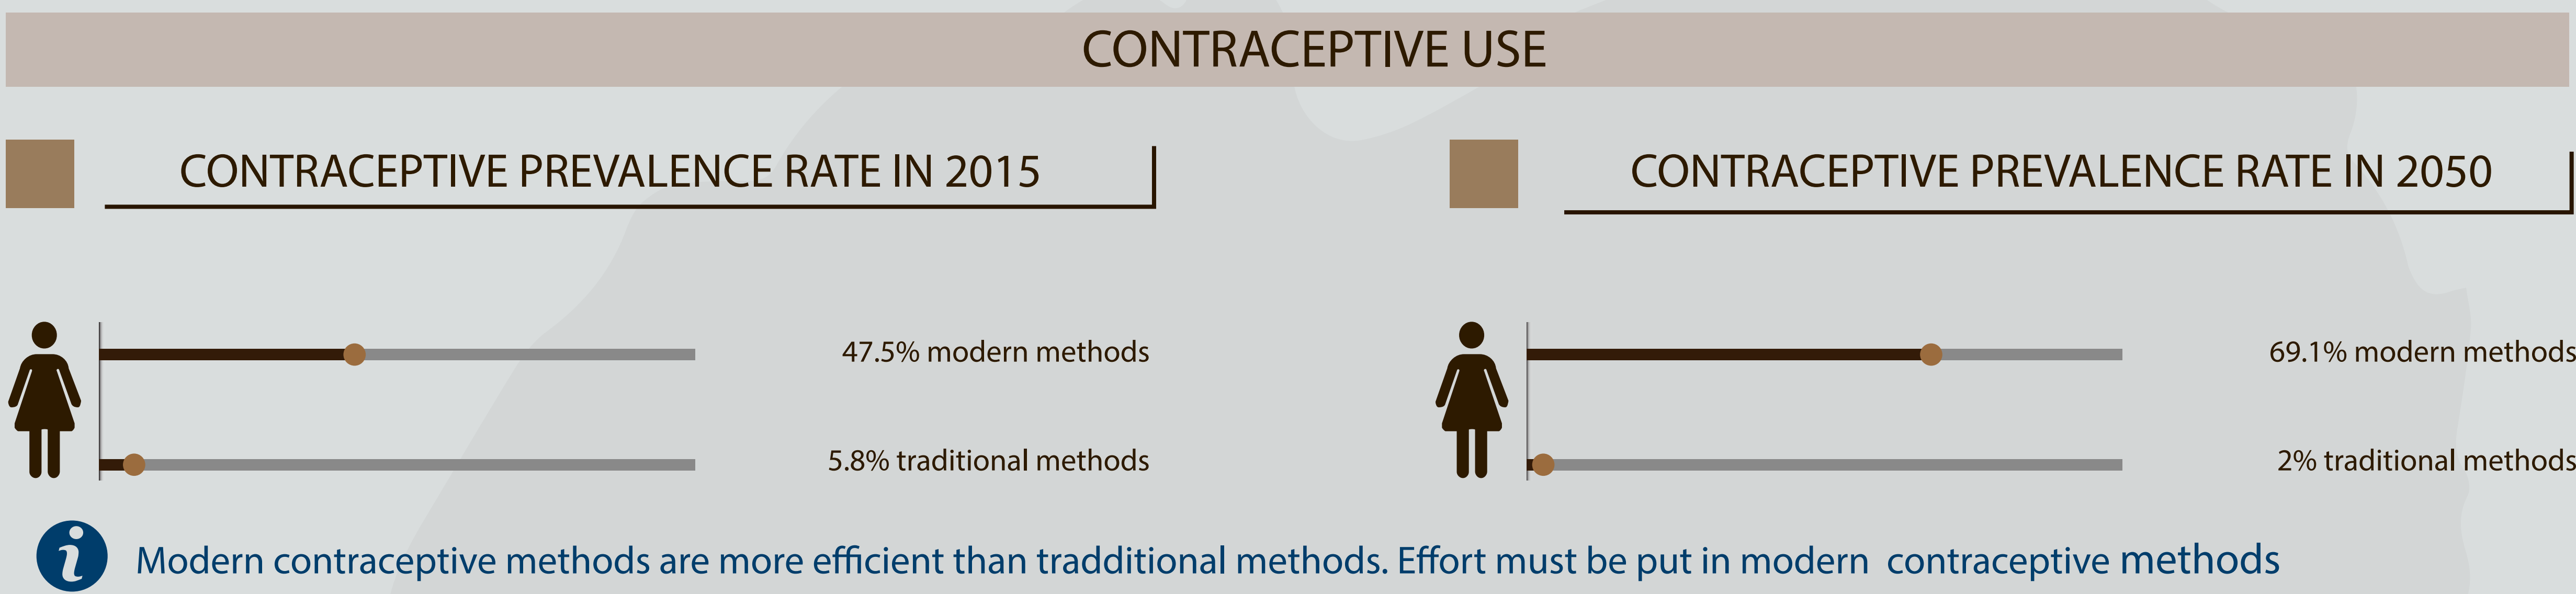 CONTRACEPTIVE USE
CONTRACEPTIVE PREVALENCE RATE IN 2015
47.5% modern methods
5.8% traditional methods
CONTRACEPTIVE PREVALENCE RATE IN 2050
69.1% modern methods
2% traditional methods
i
Modern contraceptive methods are more efficient than tradditional methods. Effort must be put in modern contraceptive methods